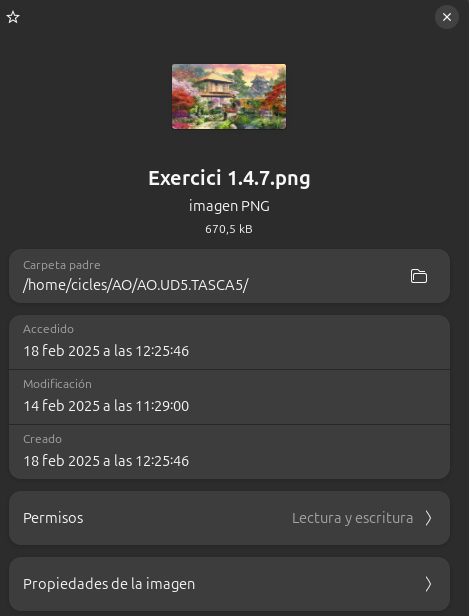 Exercici 1.4.7.png
imagen PNG
670,5 kB
Carpeta padre
/home/cicles/AO/AO.UD5.TASCA5/
Accedido
18 feb 2025 a las 12:25:46
Modificación
14 feb 2025 a las 11:29:00
Creado
18 feb 2025 a las 12:25:46
Permisos Lectura y escritura
Propiedades de la imagen